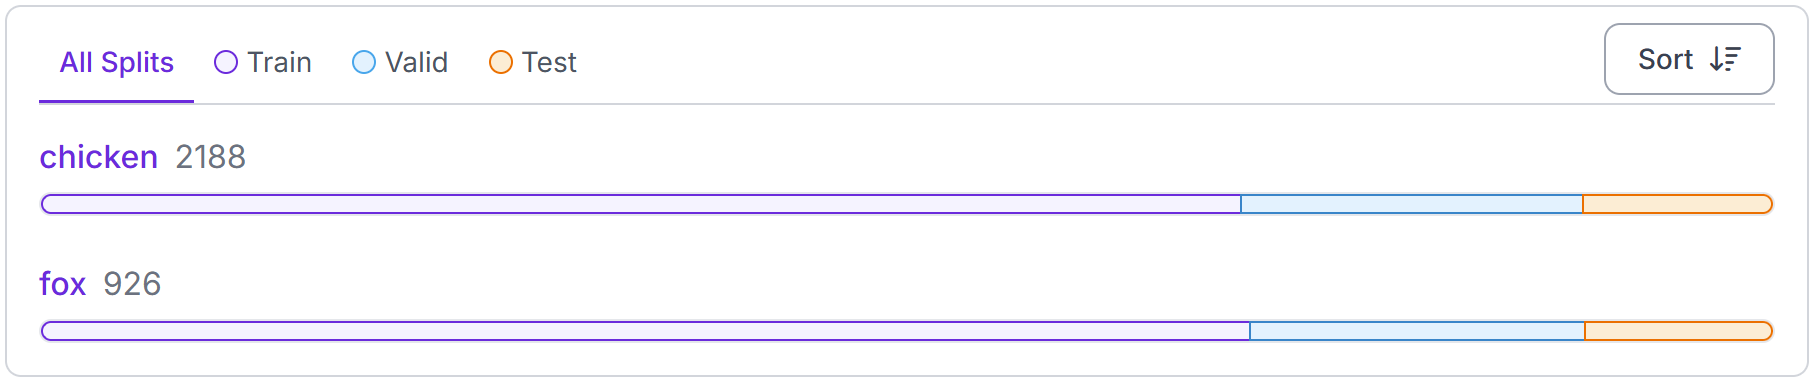 All Splits Train Valid Test Sort
chicken 2188
fox 926